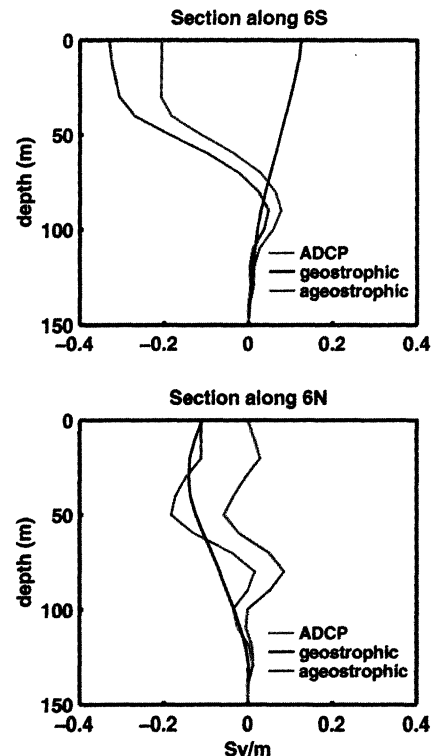 Section along 6S
0
50
100
150
depth (m)
ADCP
geostrophic
ageostrophic
−0.4 −0.2 0 0.2 0.4
Section along 6N
0
50
100
150
depth (m)
ADCP
geostrophic
ageostrophic
−0.4 −0.2 0 0.2 0.4
Sv/m